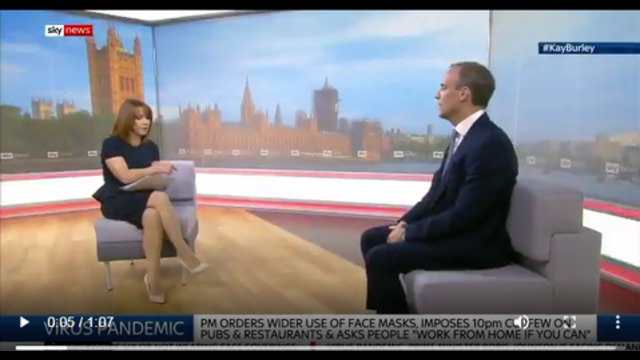 sky news
#KayBurley
0:05 / 1:07
VIRUS PANDEMIC
PM ORDERS WIDER USE OF FACE MASKS, IMPOSES 10pm
PUBS & RESTAURANTS & ASKS PEOPLE "WORK FROM HOME IF YOU CAN"